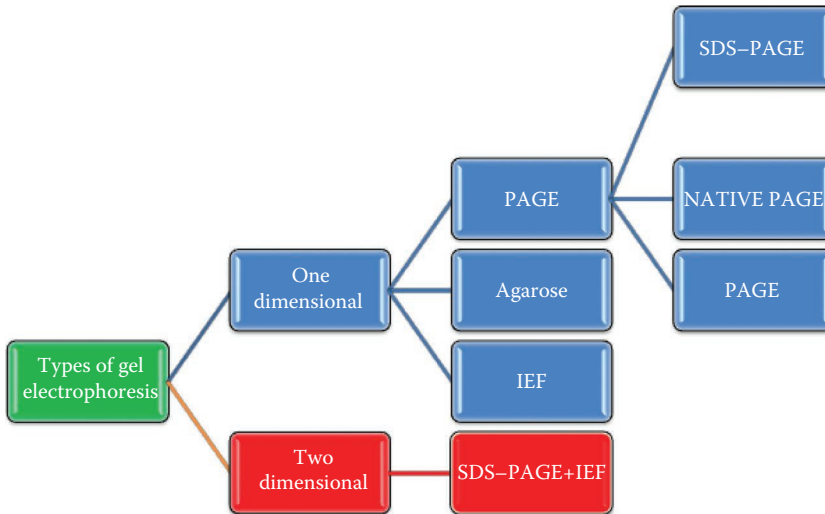 SDS–PAGE
PAGE
NATIVE PAGE
One
dimensional
Agarose
PAGE
Types of gel
electrophoresis
IEF
Two
dimensional
SDS–PAGE+IEF